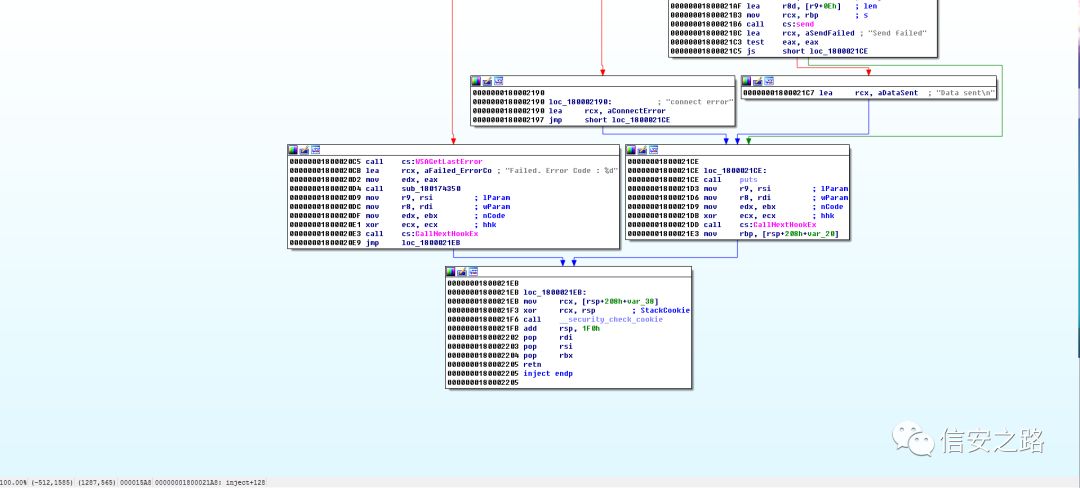 00000001800021AF lea r8d, [r9+0Eh] ; len
00000001800021B3 mov rcx, rbp ; s
00000001800021B6 call cs:send
00000001800021BC lea rcx, aSendFailed ; "Send failed"
00000001800021C3 test eax, eax
00000001800021C5 js short loc_1800021CE
0000000180002190
0000000180002190 loc_180002190: ; "connect error"
0000000180002190 lea rcx, aConnectError
0000000180002197 jmp short loc_1800021CE
00000001800021C7 lea rcx, aDataSent ; "Data sent\n"
00000001800020C5 call cs:WSAGetLastError
00000001800020CB lea rcx, aFailed_ErrorCo ; "Failed. Error Code : %d"
00000001800020D2 mov edx, eax
00000001800020D4 call sub_180174350
00000001800020D9 mov r9, rsi ; lParam
00000001800020DC mov r8, rdi ; wParam
00000001800020DF mov edx, ebx ; nCode
00000001800020E1 xor ecx, ecx ; hhk
00000001800020E3 call cs:CallNextHookEx
00000001800020E9 jmp loc_1800021EB
00000001800021CE
00000001800021CE loc_1800021CE:
00000001800021CE call puts
00000001800021D3 mov r9, rsi ; lParam
00000001800021D6 mov r8, rdi ; wParam
00000001800021D9 mov edx, ebx ; nCode
00000001800021DB xor ecx, ecx ; hhk
00000001800021DD call cs:CallNextHookEx
00000001800021E3 mov rbp, [rsp+208h+var_20]
00000001800021EB
00000001800021EB loc_1800021EB:
00000001800021EB mov rcx, [rsp+208h+var_38]
00000001800021F3 xor rcx, rsp ; StackCookie
00000001800021F6 call __security_check_cookie
00000001800021FB add rsp, 1F0h
0000000180002202 pop rdi
0000000180002203 pop rsi
0000000180002204 pop rbx
0000000180002205 retn
0000000180002205 inject endp
0000000180002205
信安之路
100.00% (-512,1585) (1287,565) 000015A8 00000001800021A8: inject+128